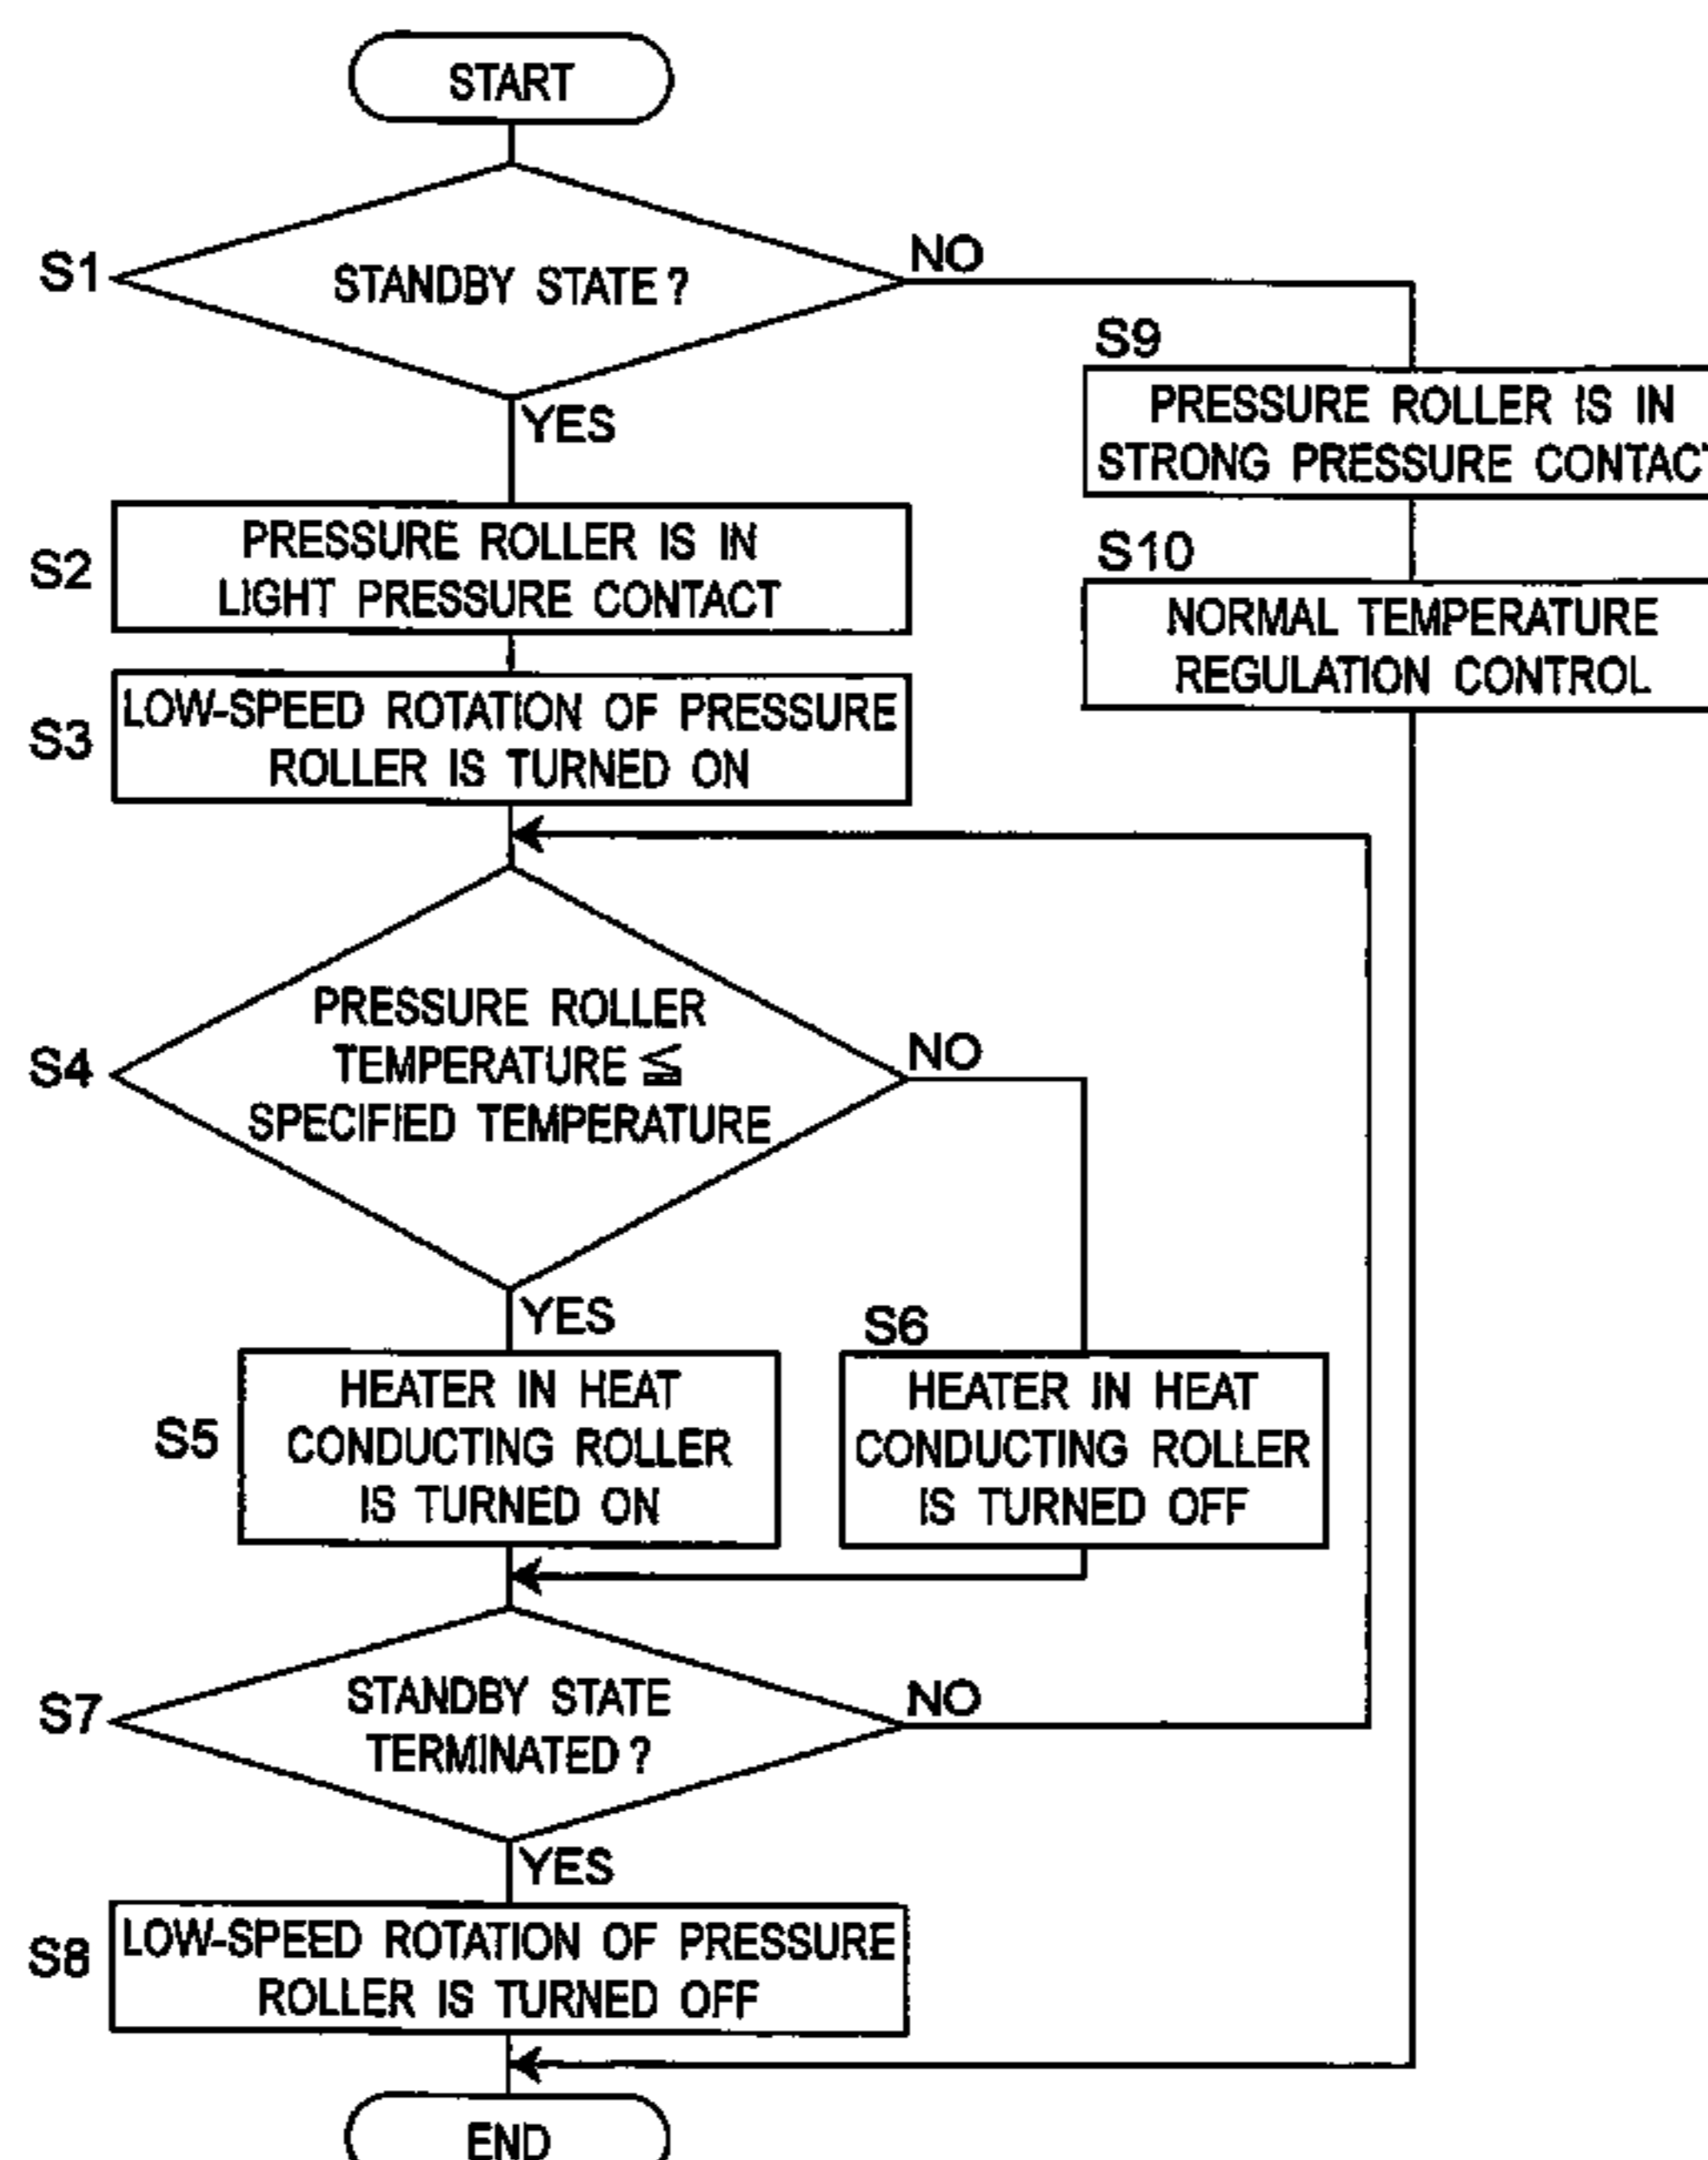 START
S1
STANDBY STATE?
NO
YES
S9
PRESSURE ROLLER IS IN
STRONG PRESSURE CONTACT
S2
PRESSURE ROLLER IS IN
LIGHT PRESSURE CONTACT
S10
NORMAL TEMPERATURE
REGULATION CONTROL
S3
LOW-SPEED ROTATION OF PRESSURE
ROLLER IS TURNED ON
S4
PRESSURE ROLLER
TEMPERATURE ≦
SPECIFIED TEMPERATURE
NO
YES
S5
HEATER IN HEAT
CONDUCTING ROLLER
IS TURNED ON
S6
HEATER IN HEAT
CONDUCTING ROLLER
IS TURNED OFF
S7
STANDBY STATE
TERMINATED?
NO
YES
S8
LOW-SPEED ROTATION OF PRESSURE
ROLLER IS TURNED OFF
END